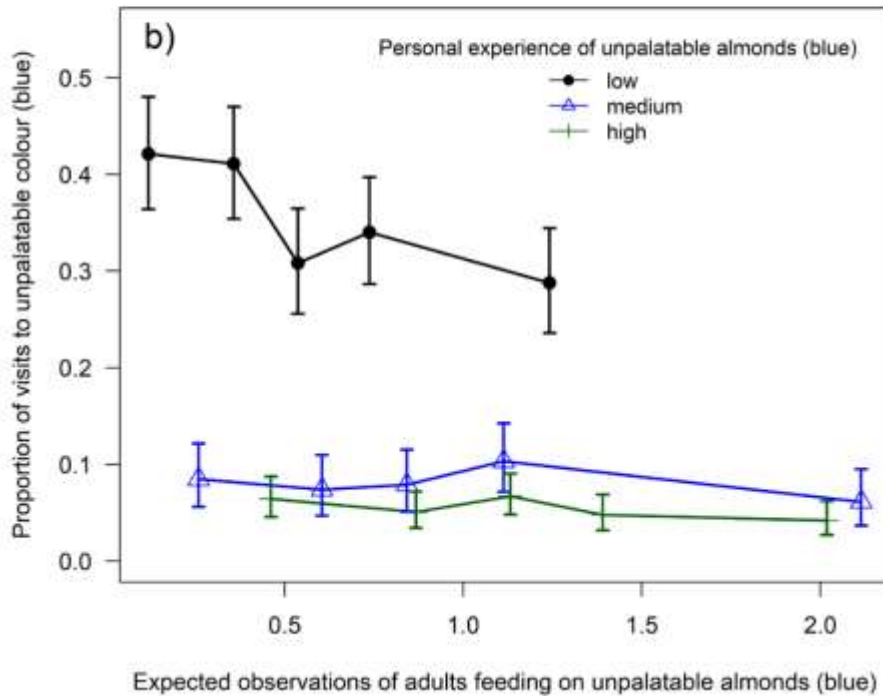 b)
Personal experience of unpalatable almonds (blue)
low
medium
high
Proportion of visits to unpalatable colour (blue)
0.5
0.4
0.3
0.2
0.1
0.0
0.5 1.0 1.5 2.0
Expected observations of adults feeding on unpalatable almonds (blue)